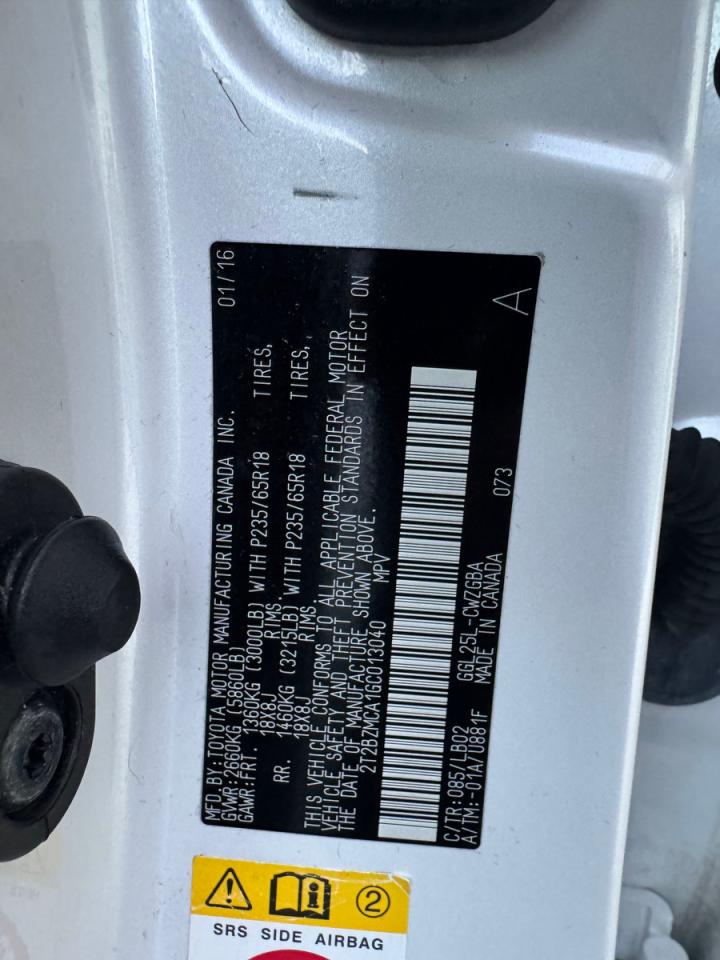 MFD.BY:TOYOTA MOTOR MANUFACTURING CANADA INC. 01/16
GVWR:2660KG (5860LB)
GAWR:FRT. 1360KG (3000LB) WITH P235/65R18 TIRES,
18X8J RIMS,
RR. 1460KG (3215LB) WITH P235/65R18 TIRES,
18X8J RIMS,
THIS VEHICLE CONFORMS TO ALL APPLICABLE FEDERAL MOTOR
VEHICLE SAFETY AND THEFT PREVENTION STANDARDS IN EFFECT ON
THE DATE OF MANUFACTURE SHOWN ABOVE.
2T2BZMCA1GC013040 MPV
C/TR:085/LB02 GGL25L-CWZGBA 073 A
A/TM:-01A/U881F MADE IN CANADA
2
SRS SIDE AIRBAG